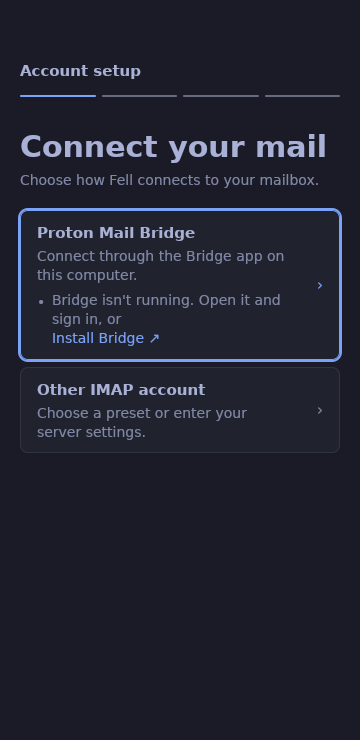 Account setup
Connect your mail
Choose how Fell connects to your mailbox.
Proton Mail Bridge
Connect through the Bridge app on
this computer.
• Bridge isn't running. Open it and
sign in, or
Install Bridge ↗
›
Other IMAP account
Choose a preset or enter your
server settings.
›